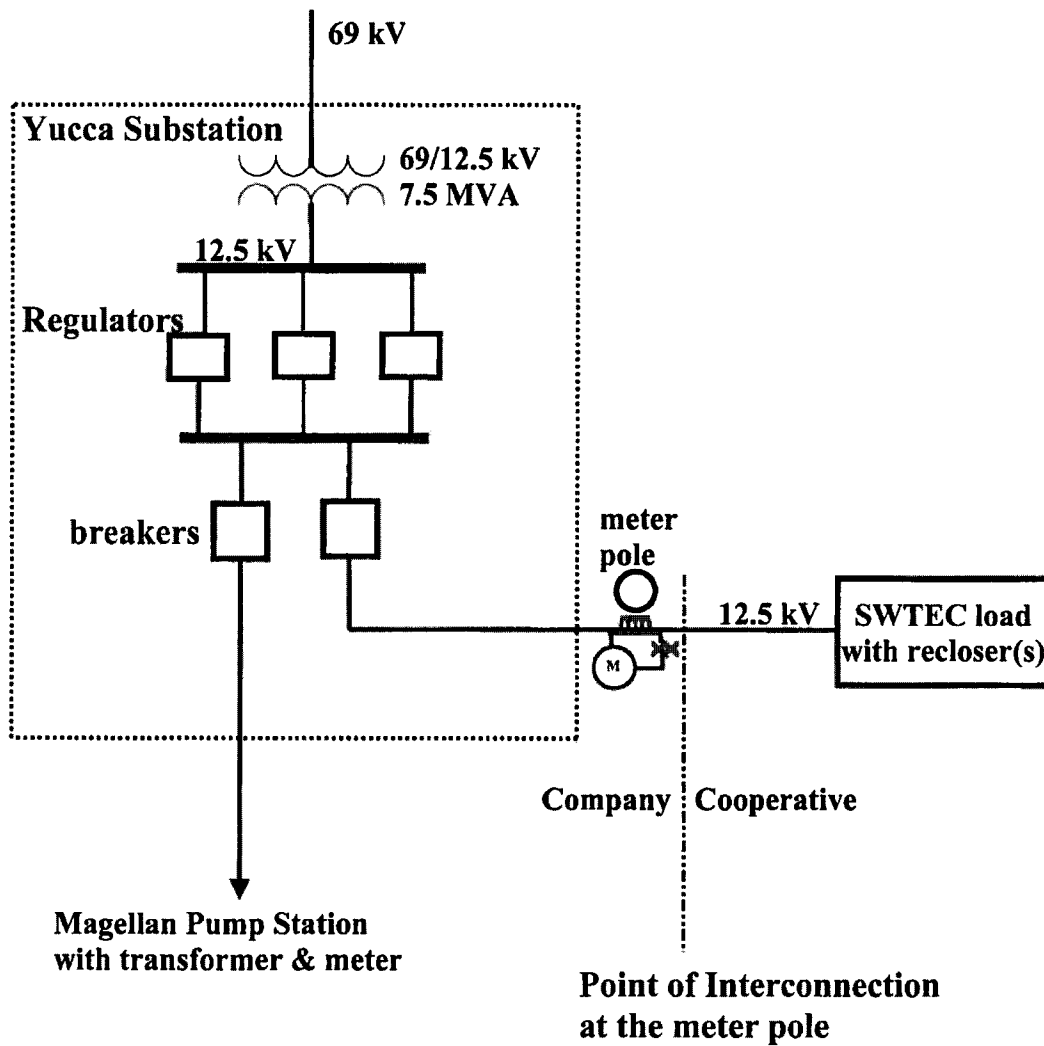 69 kV
Yucca Substation
69/12.5 kV
7.5 MVA
12.5 kV
Regulators
breakers
meter
pole
12.5 kV
SWTEC load
with recloser(s)
M
Company
Cooperative
Magellan Pump Station
with transformer & meter
Point of Interconnection
at the meter pole